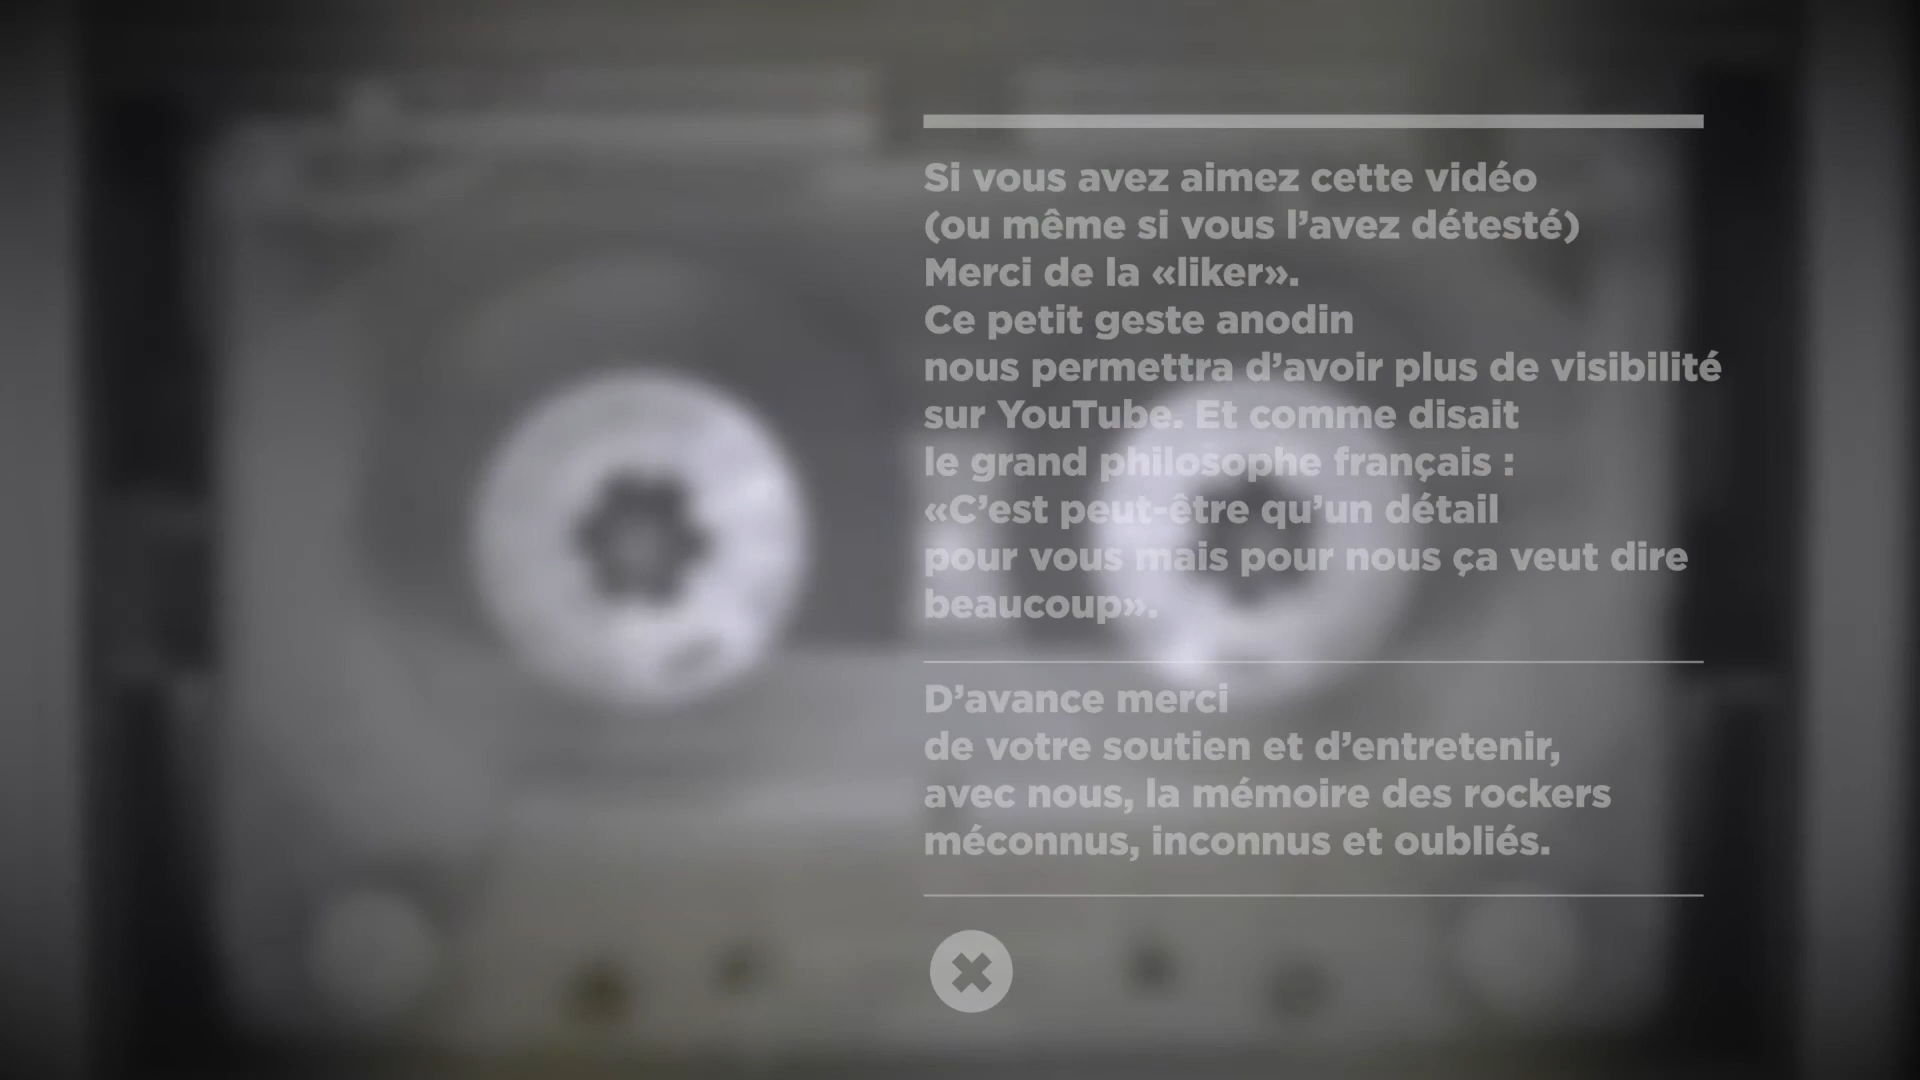 Si vous avez aimez cette vidéo
(ou même si vous l’avez détesté)
Merci de la «liker».
Ce petit geste anodin
nous permettra d’avoir plus de visibilité
sur YouTube. Et comme disait
le grand philosophe français :
«C’est peut-être qu’un détail
pour vous mais pour nous ça veut dire
beaucoup».
D’avance merci
de votre soutien et d’entretenir,
avec nous, la mémoire des rockers
méconnus, inconnus et oubliés.